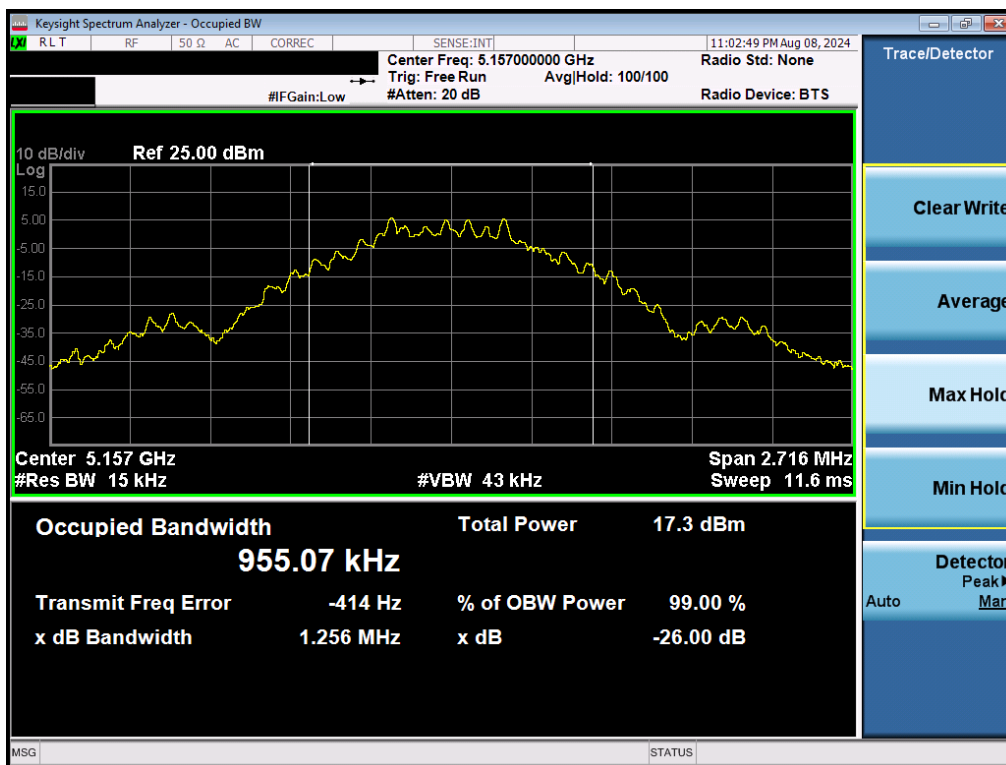 Keysight Spectrum Analyzer - Occupied BW
LXI RLT RF 50 Ω AC CORREC SENSE:INT 11:02:49 PM Aug 08, 2024
Center Freq: 5.157000000 GHz Radio Std: None
Trig: Free Run Avg|Hold: 100/100
#IFGain:Low #Atten: 20 dB Radio Device: BTS
10 dB/div Ref 25.00 dBm
Log
15.0
5.00
-5.00
-15.0
-25.0
-35.0
-45.0
-55.0
-65.0
Center 5.157 GHz Span 2.716 MHz
#Res BW 15 kHz #VBW 43 kHz Sweep 11.6 ms
Occupied Bandwidth Total Power 17.3 dBm
955.07 kHz
Transmit Freq Error -414 Hz % of OBW Power 99.00 %
x dB Bandwidth 1.256 MHz x dB -26.00 dB
MSG STATUS
Trace/Detector
Clear Write
Average
Max Hold
Min Hold
Detector
Peak
Auto Man